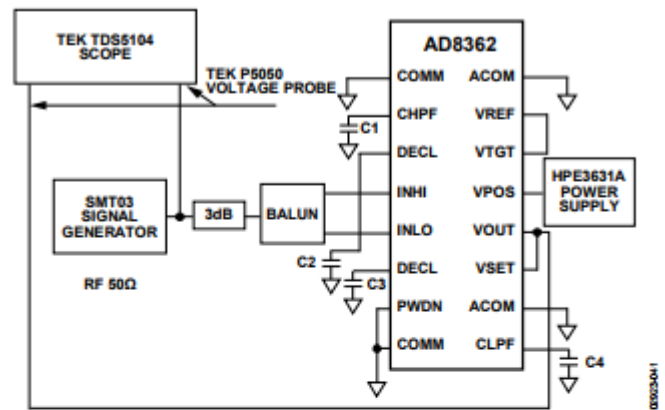 TEK TDS5104
SCOPE
TEK P5050
VOLTAGE PROBE
AD8362
COMM
ACOM
C1
CHPF
VREF
DECL
VTGT
SMT03
SIGNAL
GENERATOR
3dB
BALUN
INHI
VPOS
HPE3631A
POWER
SUPPLY
INLO
VOUT
C2
RF 50Ω
C3
DECL
VSET
PWDN
ACOM
COMM
CLPF
C4
02923-041